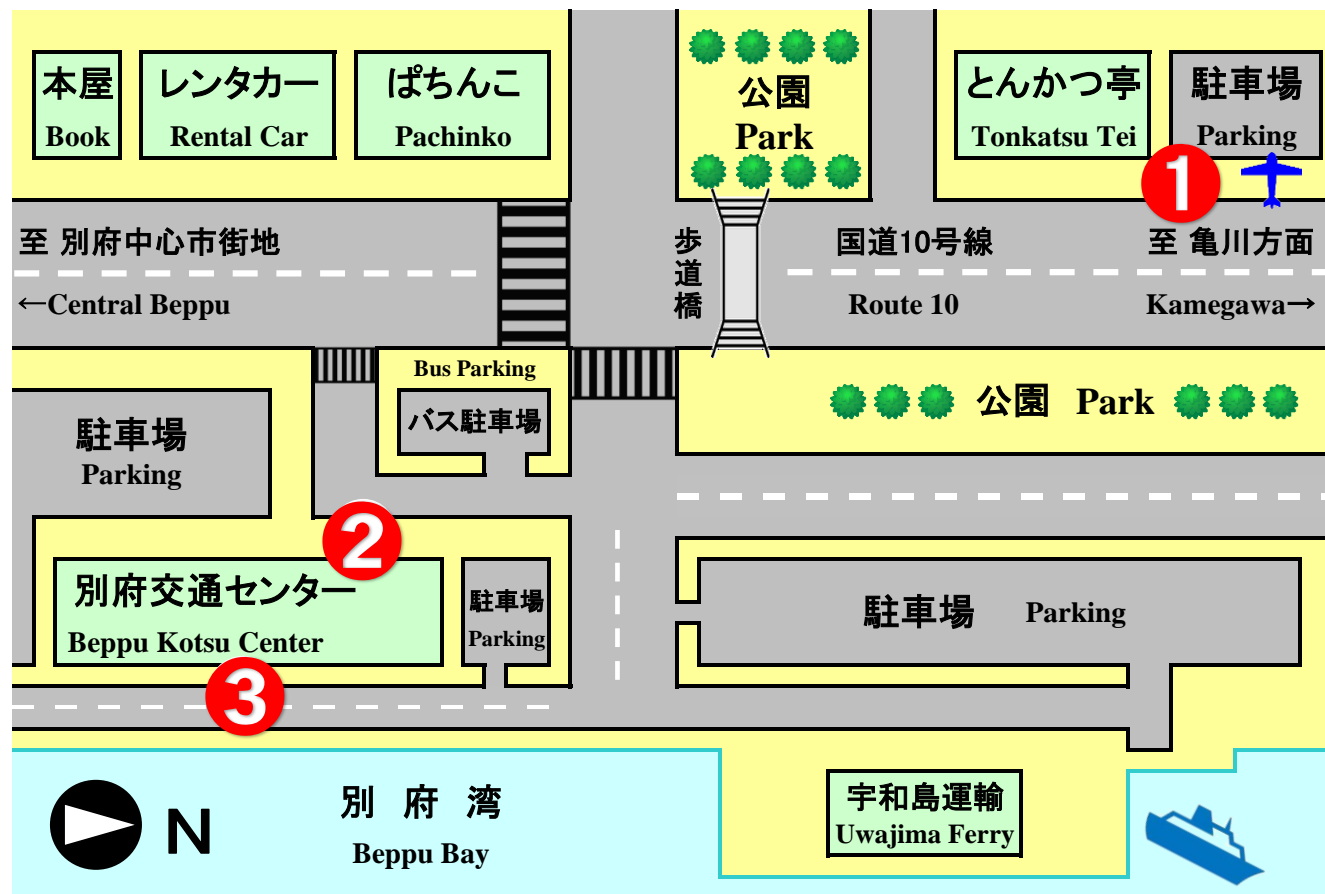 本屋
Book
レンタカー
Rental Car
ぱちんこ
Pachinko
公園
Park
とんかつ亭
Tonkatsu Tei
駐車場
Parking
1
至 別府中心市街地
←Central Beppu
歩道橋
国道10号線
Route 10
至 亀川方面
Kamegawa→
Bus Parking
バス駐車場
駐車場
Parking
公園 Park
2
別府交通センター
Beppu Kotsu Center
駐車場
Parking
駐車場 Parking
3
N
別府湾
Beppu Bay
宇和島運輸
Uwajima Ferry